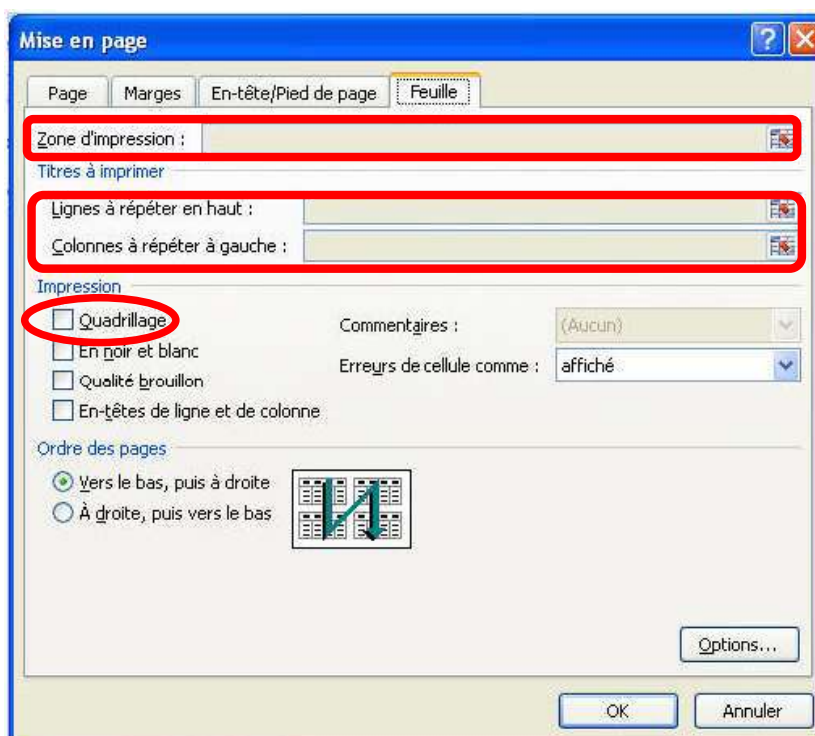 Mise en page
Page Marges En-tête/Pied de page Feuille
Zone d'impression :
Titres à imprimer
Lignes à répéter en haut :
Colonnes à répéter à gauche :
Impression
Quadrillage
En noir et blanc
Qualité brouillon
En-têtes de ligne et de colonne
Commentaires : (Aucun)
Erreurs de cellule comme : affiché
Ordre des pages
Vers le bas, puis à droite
À droite, puis vers le bas
Options...
OK Annuler